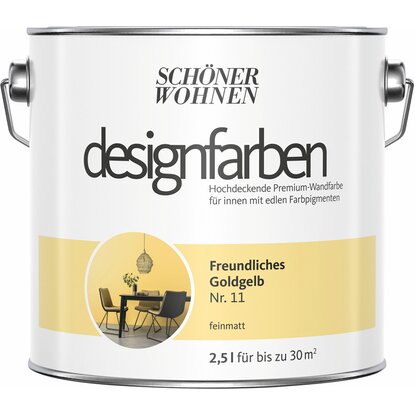 SCHÖNER
WOHNEN
designfarben
Hochdeckende Premium-Wandfarbe
für innen mit edlen Farbpigmenten
Freundliches
Goldgelb
Nr. 11
feinmatt
2,5 l für bis zu 30 m²